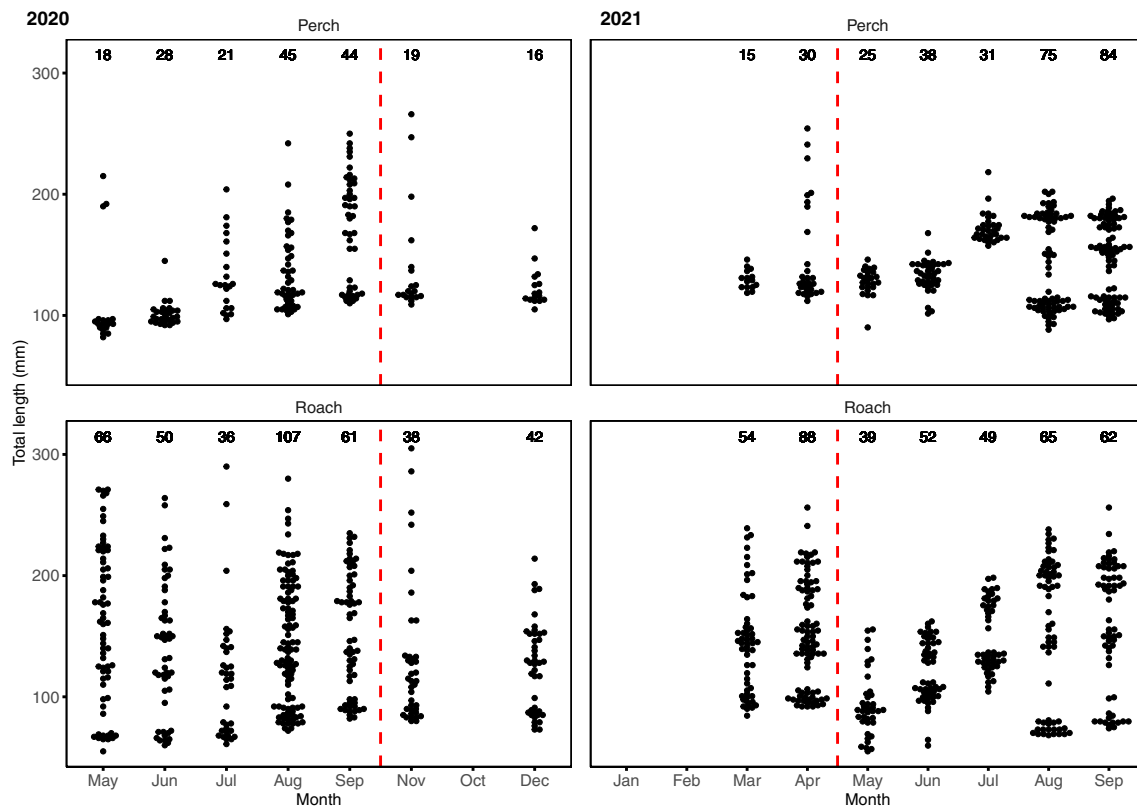 2020 2021
Perch Perch
18 28 21 45 44 19 16 15 30 25 38 31 75 84
300
200
100
Total length (mm)
Roach Roach
66 50 36 107 61 38 42 54 88 39 52 49 65 62
300
200
100
May Jun Jul Aug Sep Nov Oct Dec Jan Feb Mar Apr May Jun Jul Aug Sep
Month Month